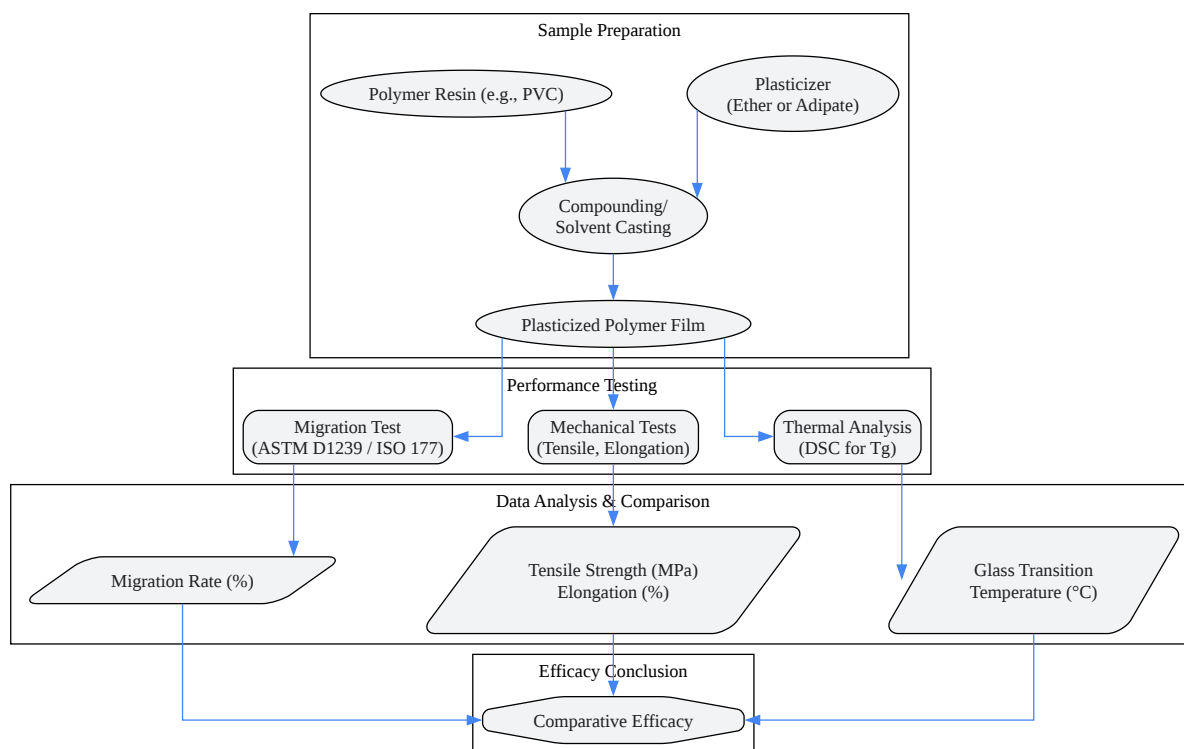 Sample Preparation
Polymer Resin (e.g., PVC)
Plasticizer
(Ether or Adipate)
Compounding/
Solvent Casting
Plasticized Polymer Film
Performance Testing
Migration Test
(ASTM D1239 / ISO 177)
Mechanical Tests
(Tensile, Elongation)
Thermal Analysis
(DSC for Tg)
Data Analysis & Comparison
Migration Rate (%)
Tensile Strength (MPa)
Elongation (%)
Glass Transition
Temperature (°C)
Efficacy Conclusion
Comparative Efficacy